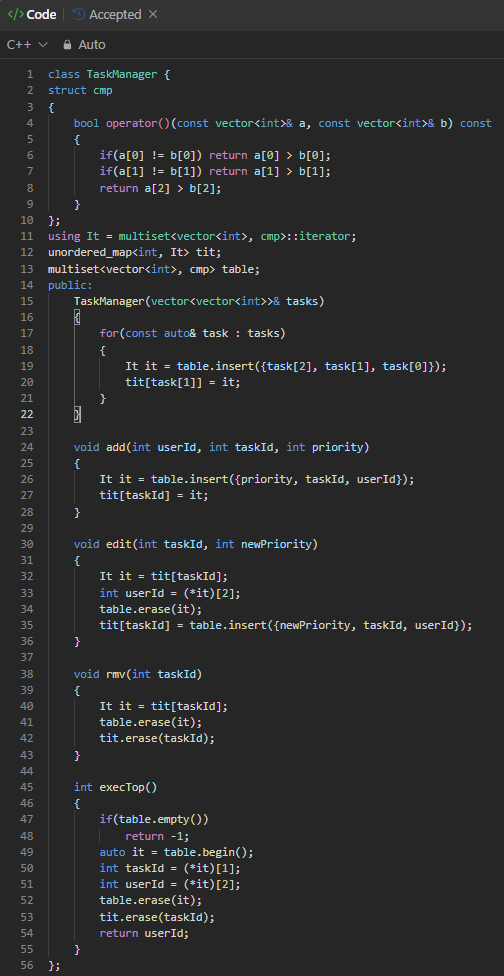 </> Code | Accepted ×
C++ Auto
1 class TaskManager {
2 struct cmp
3 {
4     bool operator()(const vector<int>& a, const vector<int>& b) const
5     {
6         if(a[0] != b[0]) return a[0] > b[0];
7         if(a[1] != b[1]) return a[1] > b[1];
8         return a[2] > b[2];
9     }
10 };
11 using It = multiset<vector<int>, cmp>::iterator;
12 unordered_map<int, It> tit;
13 multiset<vector<int>, cmp> table;
14 public:
15     TaskManager(vector<vector<int>>& tasks)
16     {
17         for(const auto& task : tasks)
18         {
19             It it = table.insert({task[2], task[1], task[0]});
20             tit[task[1]] = it;
21         }
22     }
23
24     void add(int userId, int taskId, int priority)
25     {
26         It it = table.insert({priority, taskId, userId});
27         tit[taskId] = it;
28     }
29
30     void edit(int taskId, int newPriority)
31     {
32         It it = tit[taskId];
33         int userId = (*it)[2];
34         table.erase(it);
35         tit[taskId] = table.insert({newPriority, taskId, userId});
36     }
37
38     void rmv(int taskId)
39     {
40         It it = tit[taskId];
41         table.erase(it);
42         tit.erase(taskId);
43     }
44
45     int execTop()
46     {
47         if(table.empty())
48             return -1;
49         auto it = table.begin();
50         int taskId = (*it)[1];
51         int userId = (*it)[2];
52         table.erase(it);
53         tit.erase(taskId);
54         return userId;
55     }
56 };